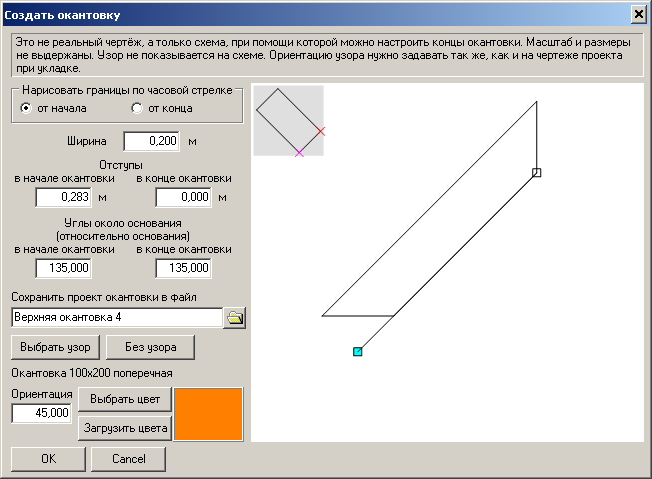 Создать окантовку
Это не реальный чертёж, а только схема, при помощи которой можно настроить концы окантовки. Масштаб и размеры
не выдержаны. Узор не показывается на схеме. Ориентацию узора нужно задавать так же, как и на чертеже проекта
при укладке.
Нарисовать границы по часовой стрелке
от начала от конца
Ширина 0,200 м
Отступы
в начале окантовки в конце окантовки
0,283 м 0,000 м
Углы около основания
(относительно основания)
в начале окантовки в конце окантовки
135,000 135,000
Сохранить проект окантовки в файл
Верхняя окантовка 4
Выбрать узор Без узора
Окантовка 100x200 поперечная
Ориентация
45,000
Выбрать цвет
Загрузить цвета
OK Cancel